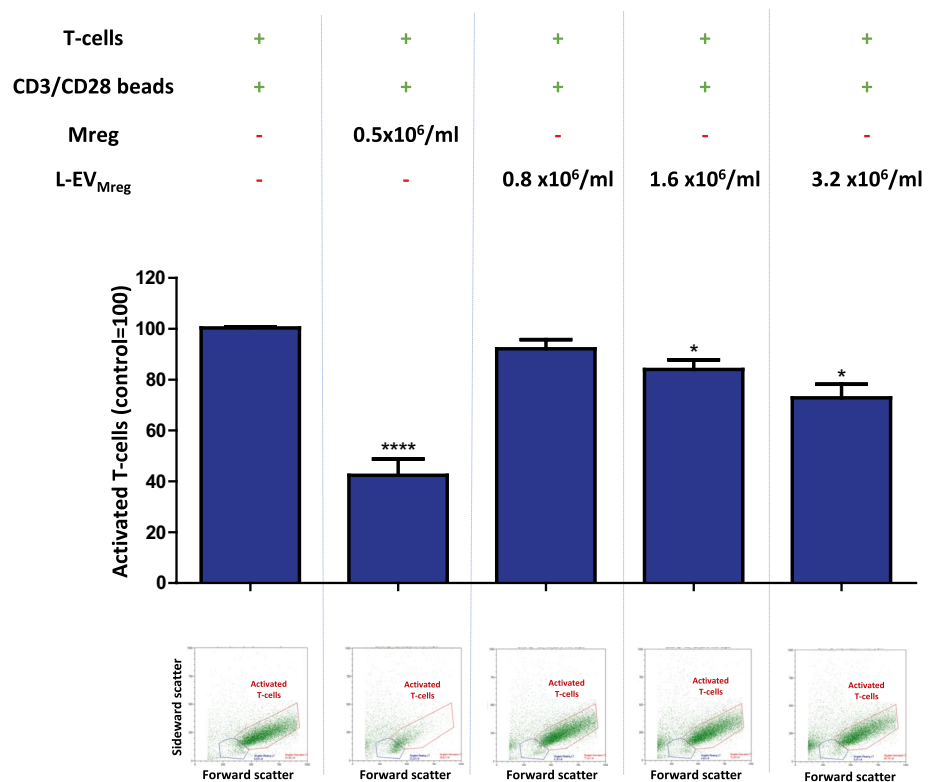 T-cells + + + + +
CD3/CD28 beads + + + + +
Mreg - 0.5x10⁶/ml - - -
L-EV_Mreg - - 0.8 x10⁶/ml 1.6 x10⁶/ml 3.2 x10⁶/ml
Activated T-cells (control=100)
120
100
80
60
40
20
0
****
*
*
Sideward scatter
Activated T-cells
Activated T-cells
Activated T-cells
Activated T-cells
Activated T-cells
Forward scatter Forward scatter Forward scatter Forward scatter Forward scatter